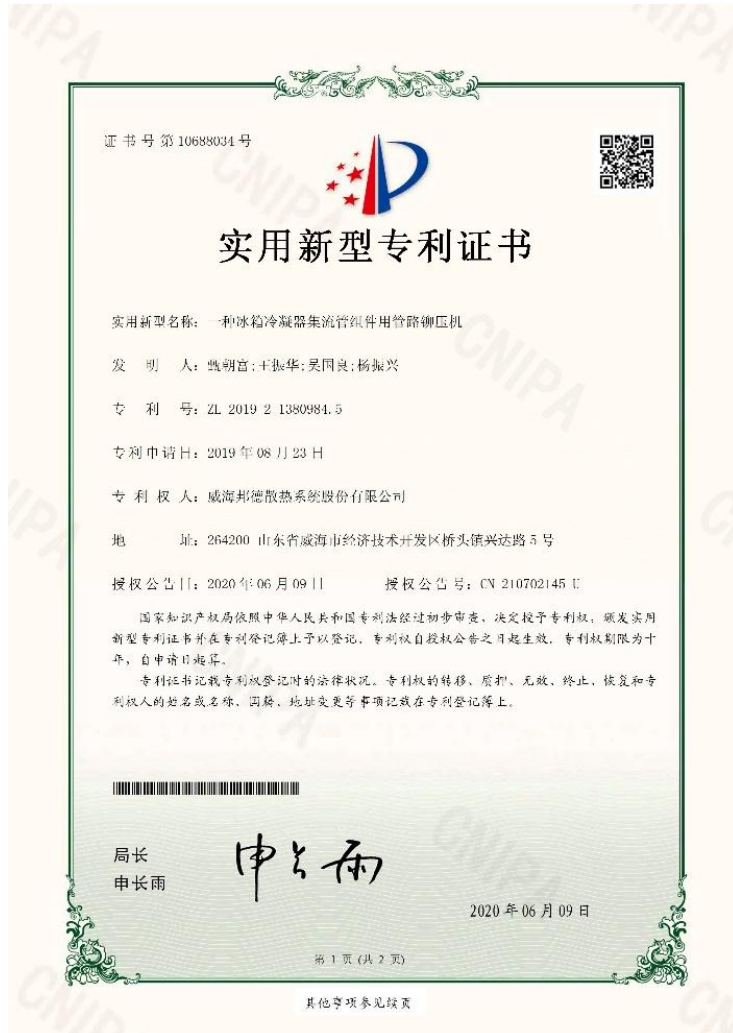 证书号第10688034号
实用新型专利证书
实用新型名称：一种冰箱冷凝器集流管组件用管路铆压机
发明人：甄朝富;王振华;吴国良;杨振兴
专利号：ZL 2019 2 1380984.5
专利申请日：2019年08月23日
专利权人：威海邦德散热系统股份有限公司
地址：264200 山东省威海市经济技术开发区桥头镇兴达路5号
授权公告日：2020年06月09日 授权公告号：CN 210702145 U
国家知识产权局依照中华人民共和国专利法经过初步审查，决定授予专利权，颁发实用
新型专利证书并在专利登记簿上予以登记。专利权自授权公告之日起生效。专利权期限为十
年，自申请日起算。
专利证书记载专利权登记时的法律状况。专利权的转移、质押、无效、终止、恢复和专
利权人的姓名或名称、国籍、地址变更等事项记载在专利登记簿上。
局长
申长雨
申长雨
2020年06月09日
第1页(共2页)
其他事项参见续页
CNIPA